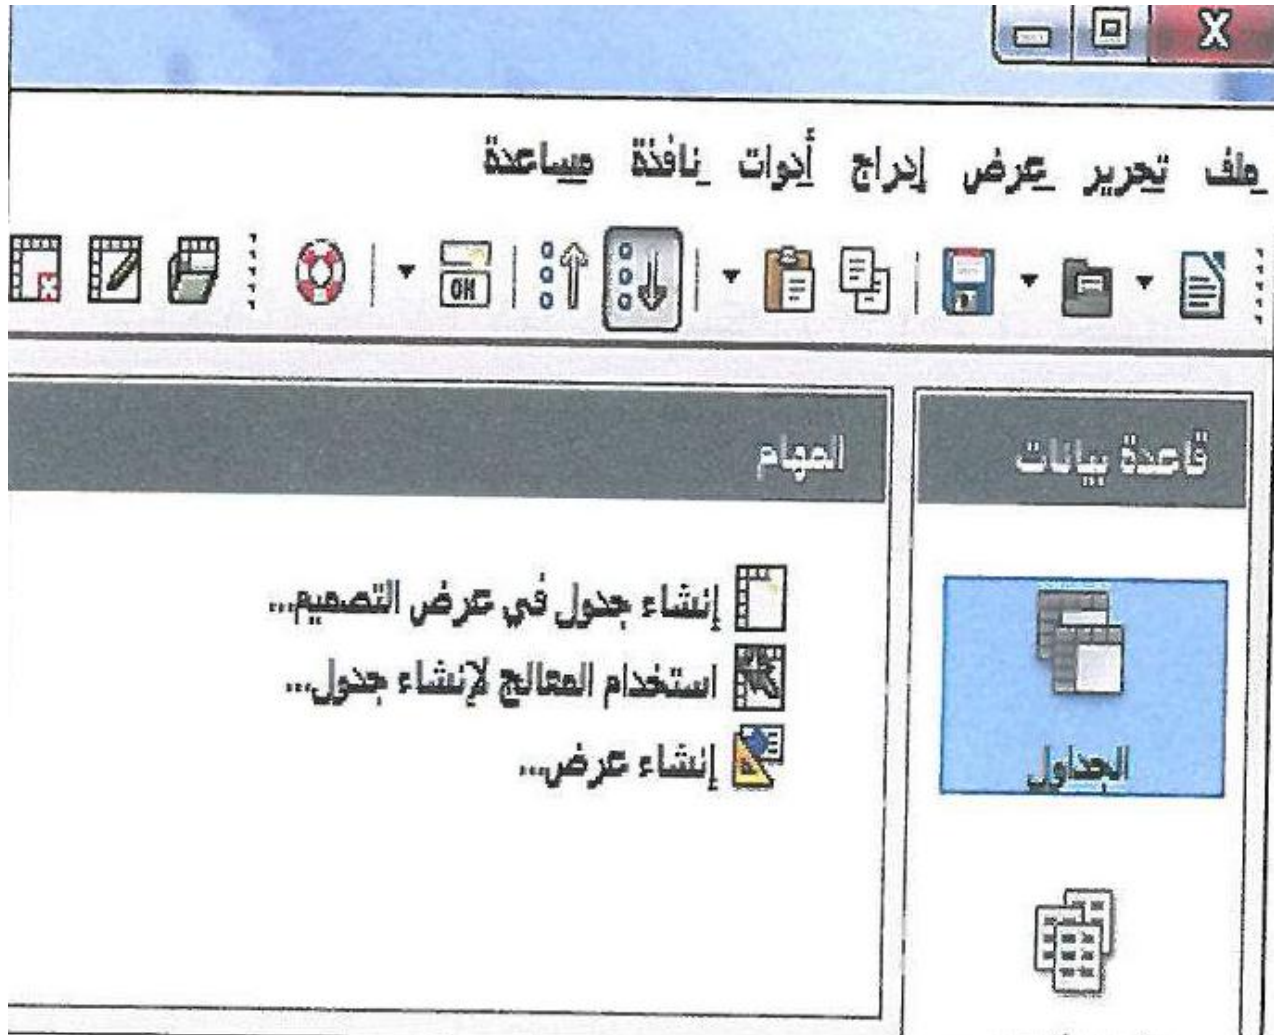 ملف تحرير عرض إدراج أدوات نافذة مساعدة
قاعدة بيانات
المهام
إنشاء جدول في عرض التصميم...
استخدام المعالج لإنشاء جدول...
إنشاء عرض...
الجداول